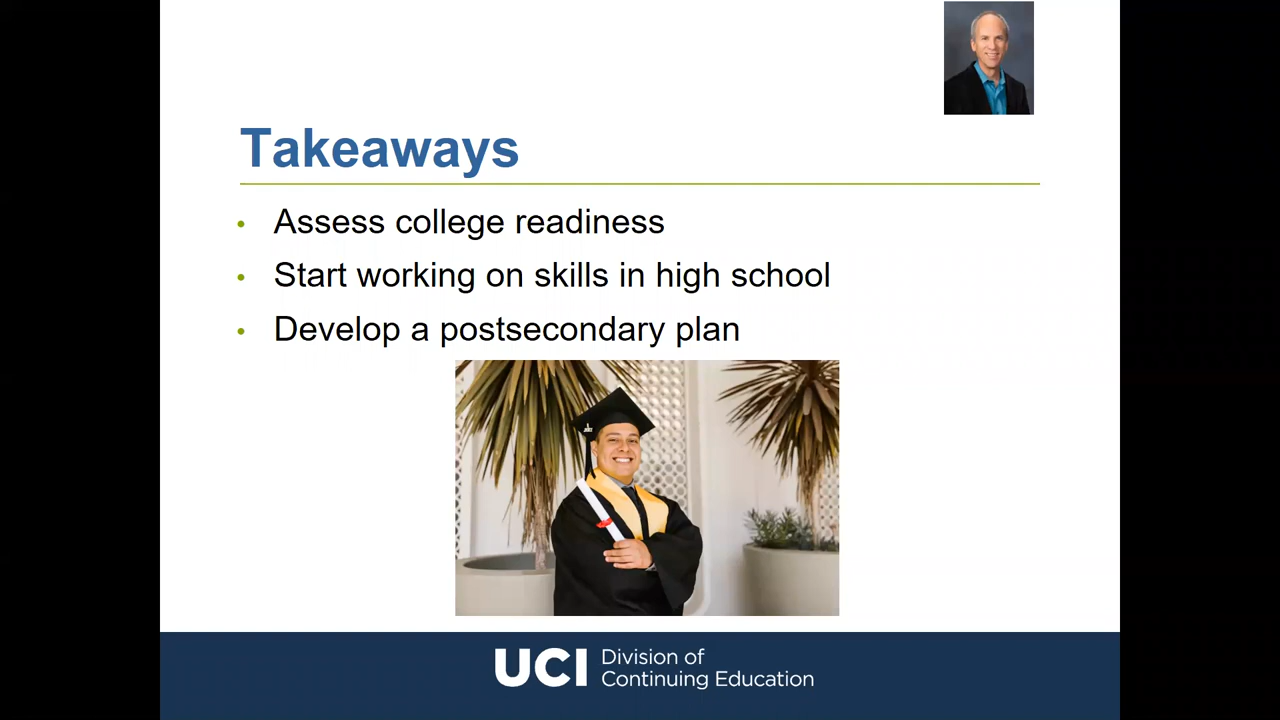 Takeaways
• Assess college readiness
• Start working on skills in high school
• Develop a postsecondary plan
UCI
Division of
Continuing Education